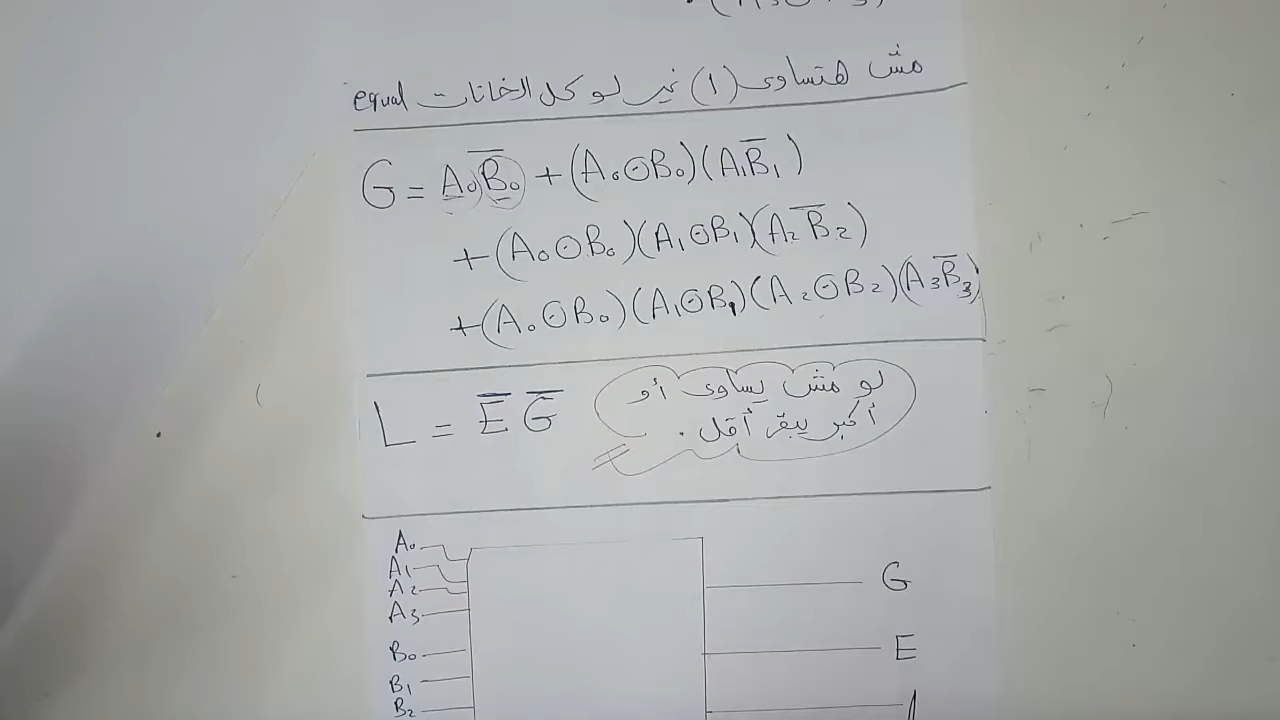 مش هتساوى (1) غير لو كل الخانات equal
G = A₀B̅₀ + (A₀⊙B₀)(A₁B̅₁)
+(A₀⊙B₀)(A₁⊙B₁)(A₂B̅₂)
+(A₀⊙B₀)(A₁⊙B₁)(A₂⊙B₂)(A₃B̅₃)
L = E̅ G̅
لو مش يساوى أو
أكبر يبقى أقل.
A₀
A₁
A₂
A₃
B₀
B₁
B₂
G
E